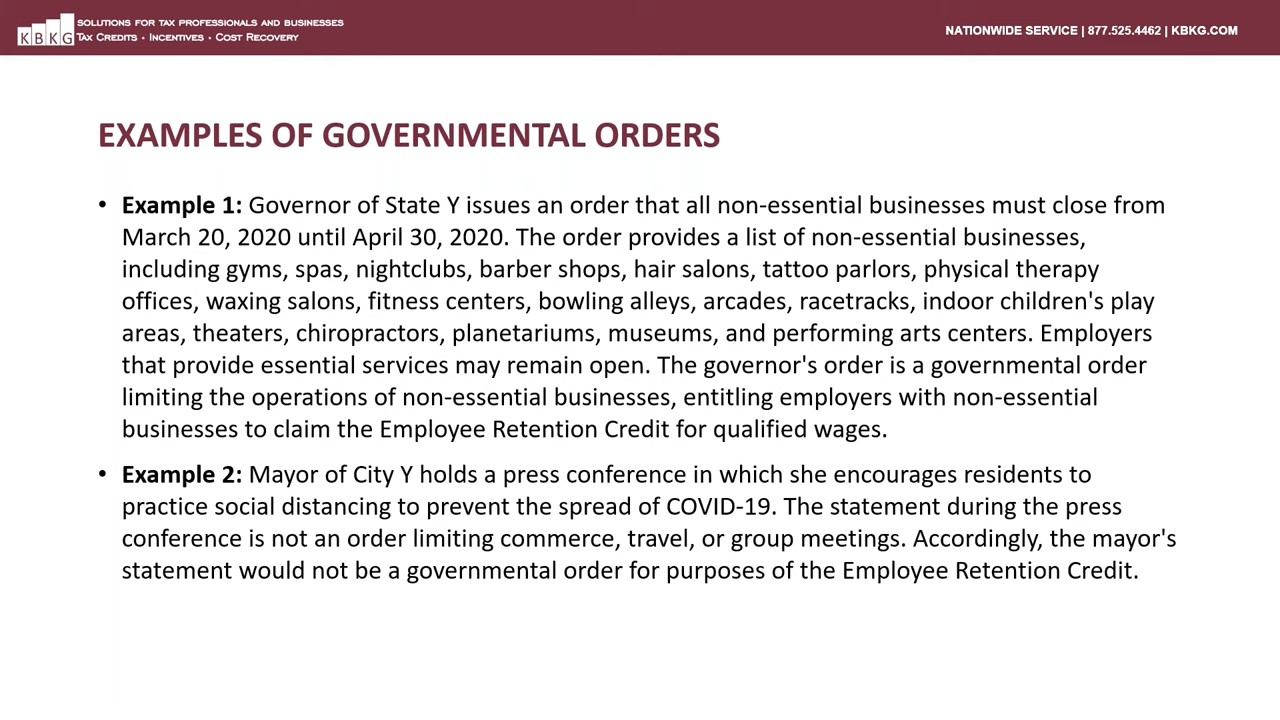 KBKG
SOLUTIONS FOR TAX PROFESSIONALS AND BUSINESSES
TAX CREDITS · INCENTIVES · COST RECOVERY
NATIONWIDE SERVICE | 877.525.4462 | KBKG.COM
EXAMPLES OF GOVERNMENTAL ORDERS
• Example 1: Governor of State Y issues an order that all non-essential businesses must close from
March 20, 2020 until April 30, 2020. The order provides a list of non-essential businesses,
including gyms, spas, nightclubs, barber shops, hair salons, tattoo parlors, physical therapy
offices, waxing salons, fitness centers, bowling alleys, arcades, racetracks, indoor children's play
areas, theaters, chiropractors, planetariums, museums, and performing arts centers. Employers
that provide essential services may remain open. The governor's order is a governmental order
limiting the operations of non-essential businesses, entitling employers with non-essential
businesses to claim the Employee Retention Credit for qualified wages.
• Example 2: Mayor of City Y holds a press conference in which she encourages residents to
practice social distancing to prevent the spread of COVID-19. The statement during the press
conference is not an order limiting commerce, travel, or group meetings. Accordingly, the mayor's
statement would not be a governmental order for purposes of the Employee Retention Credit.